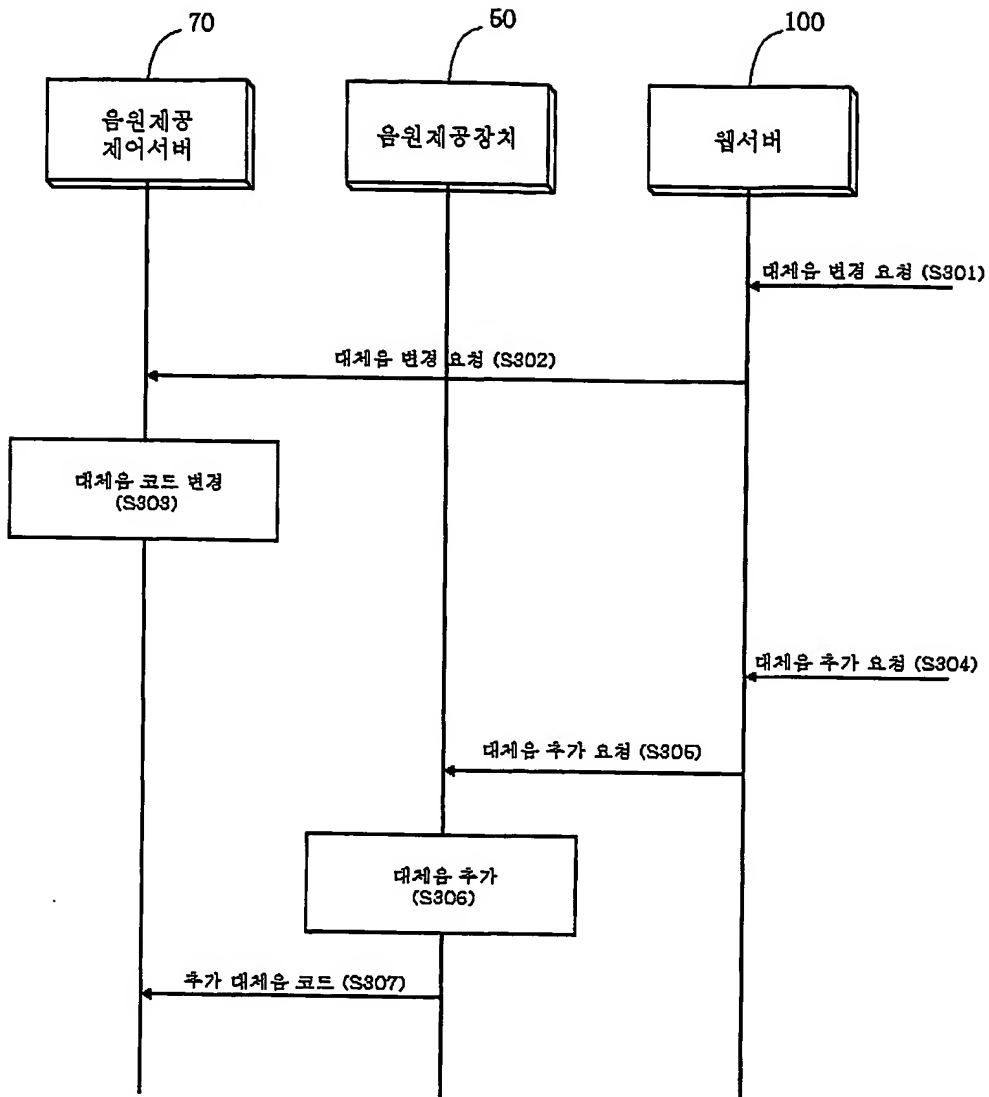 70
50
100
음원제공
제어서버
음원제공장치
웹서버
대체음 변경 요청 (S301)
대체음 변경 요청 (S302)
대체음 코드 변경
(S303)
대체음 추가 요청 (S304)
대체음 추가 요청 (S305)
대체음 추가
(S306)
추가 대체음 코드 (S307)